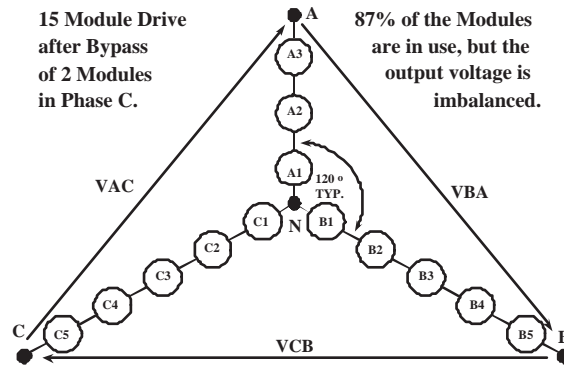 15 Module Drive
after Bypass
of 2 Modules
in Phase C.
87% of the Modules
are in use, but the
output voltage is
imbalanced.
A
A3
A2
A1
120 o
TYP.
VAC
VBA
N
C1
B1
C2
B2
C3
B3
C4
B4
C5
B5
C
VCB